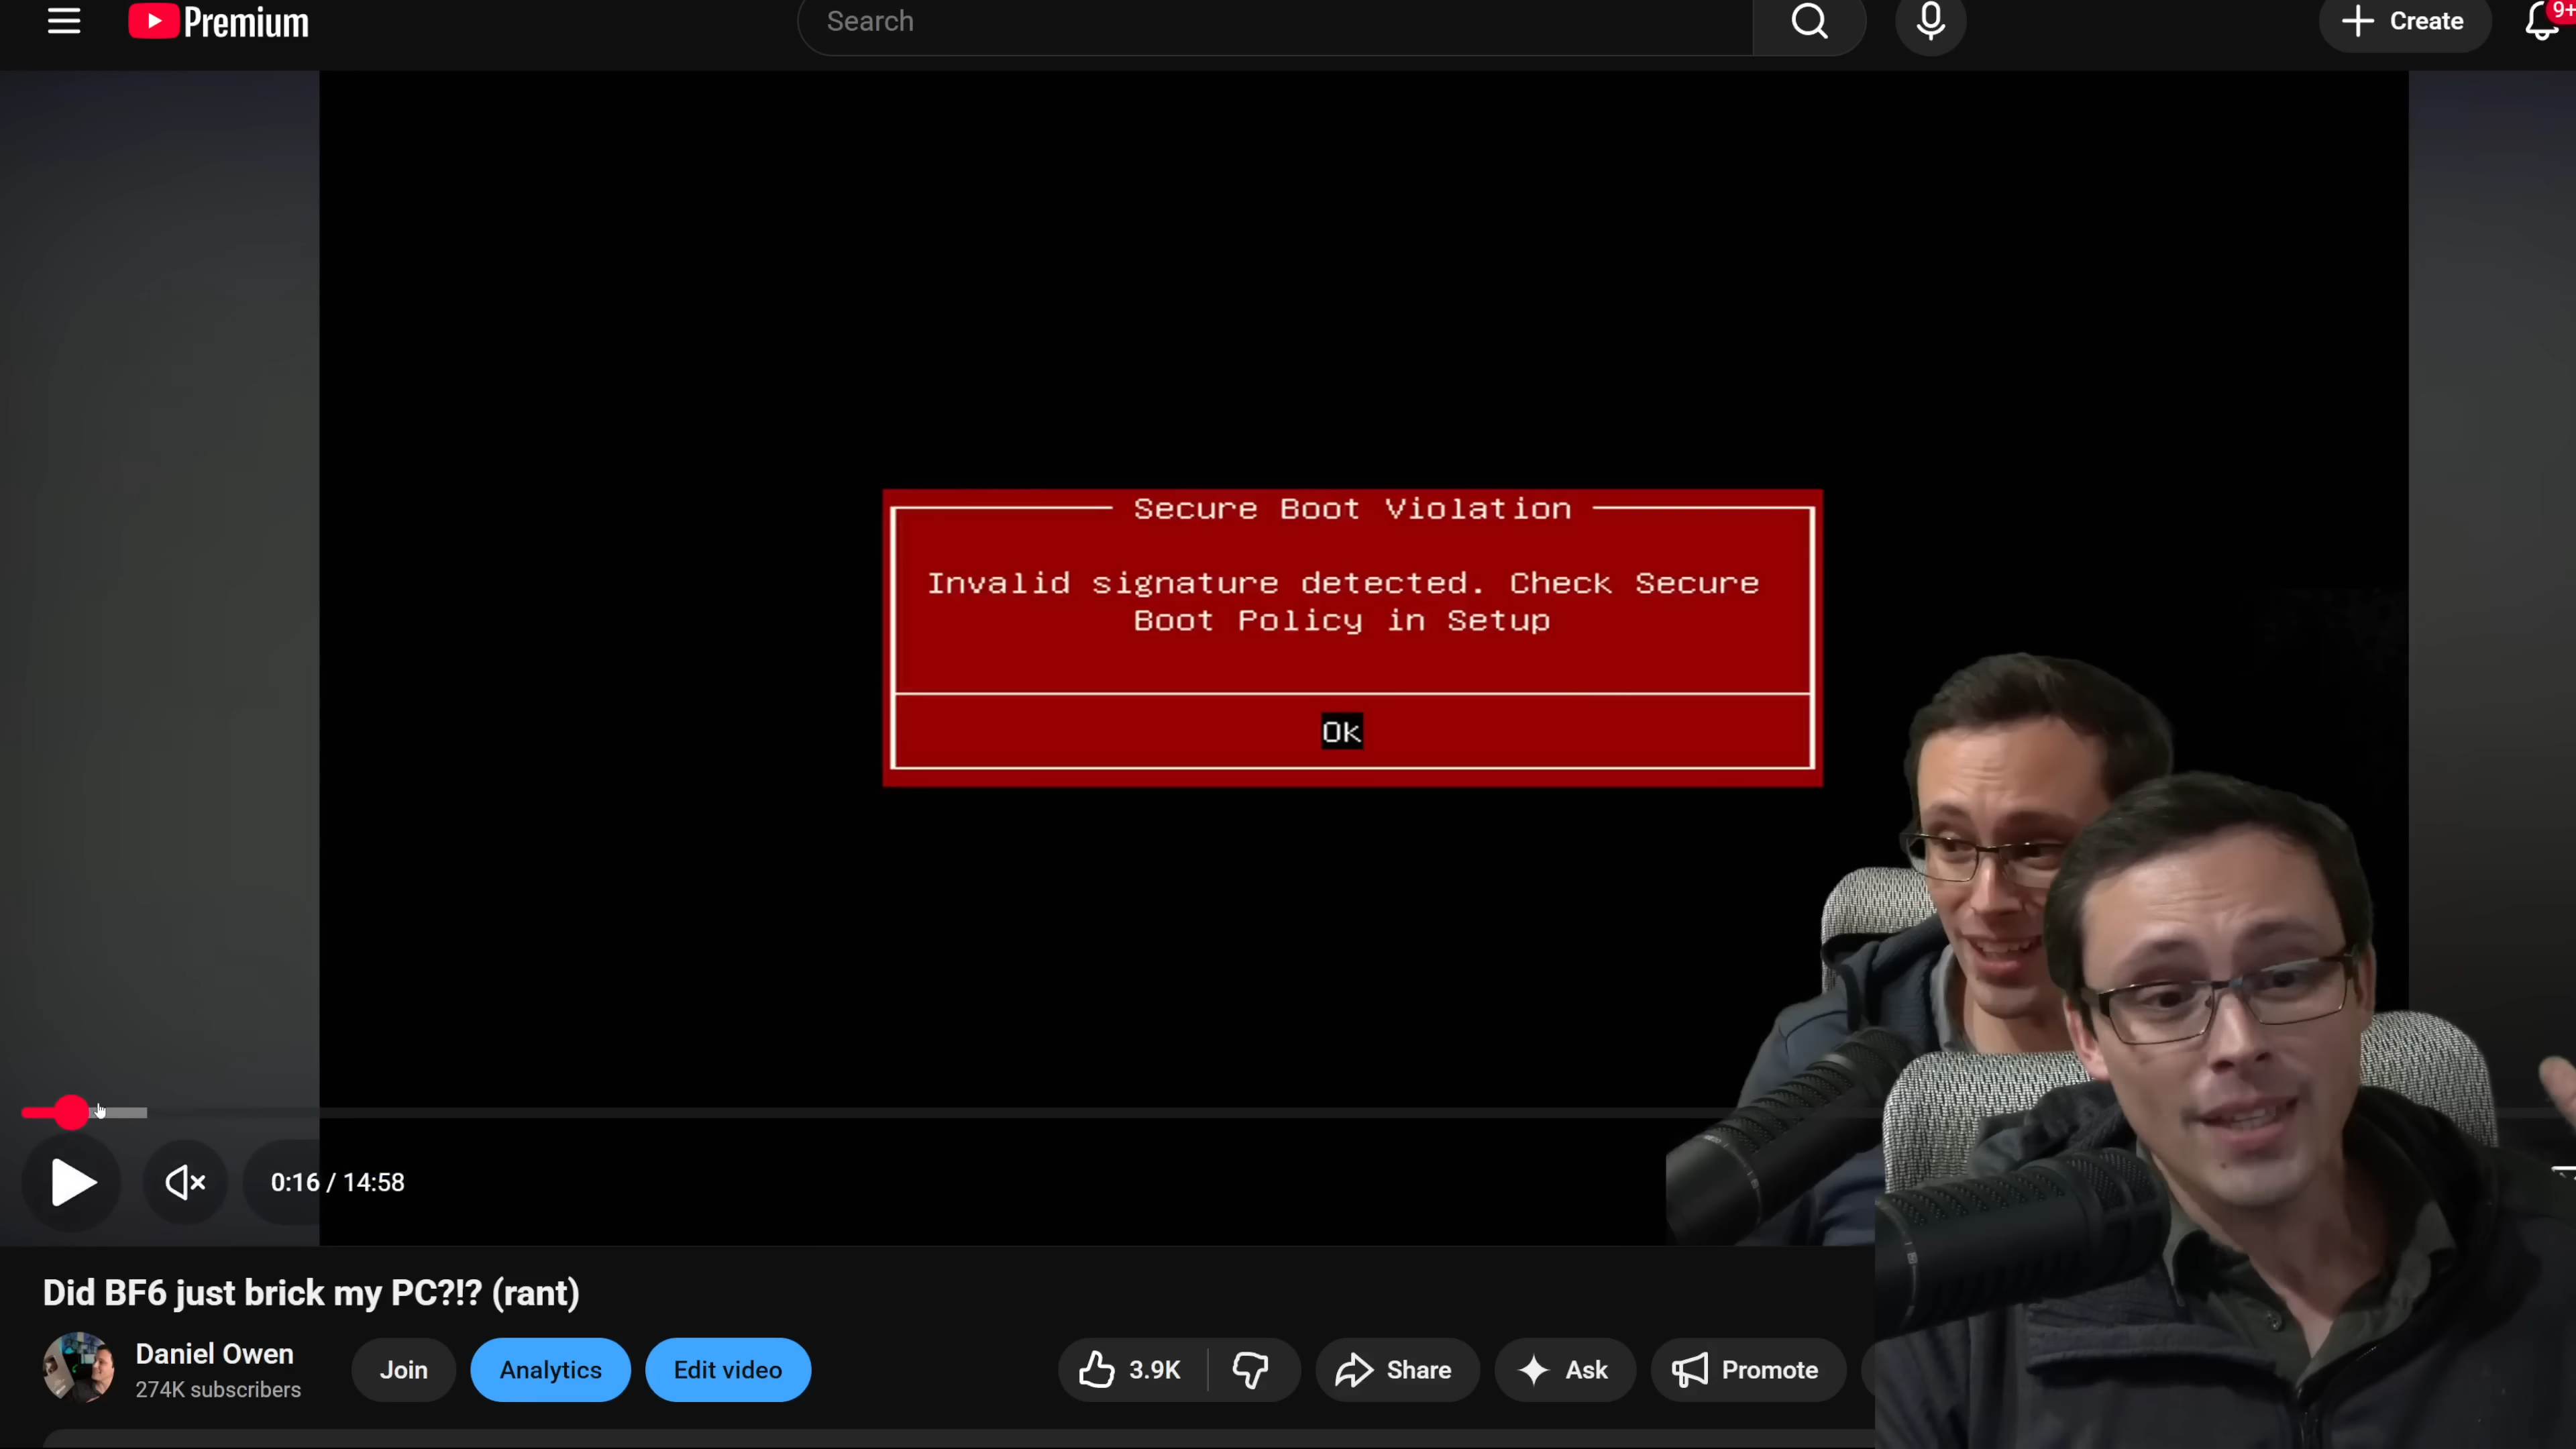 Premium
Search
Create
9+
Secure Boot Violation
Invalid signature detected. Check Secure
Boot Policy in Setup
Ok
0:16 / 14:58
Did BF6 just brick my PC?!? (rant)
Daniel Owen
274K subscribers
Join
Analytics
Edit video
3.9K
Share
Ask
Promote